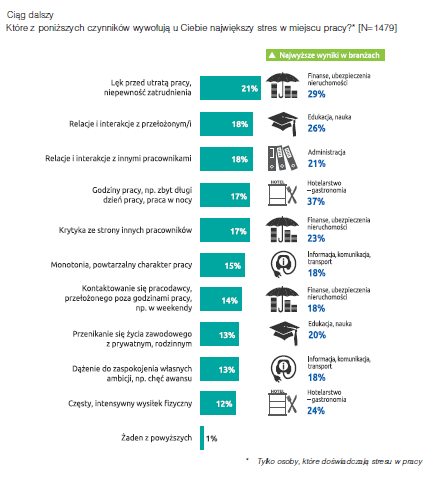 Ciąg dalszy
Które z poniższych czynników wywołują u Ciebie największy stres w miejscu pracy?* [N=1479]
Najwyższe wyniki w branżach
Lęk przed utratą pracy,
niepewność zatrudnienia
21%
Finanse, ubezpieczenia
nieruchomości
29%
Relacje i interakcje z przełożonym/i
18%
Edukacja, nauka
26%
Relacje i interakcje z innymi pracownikami
18%
Administracja
21%
Godziny pracy, np. zbyt długi
dzień pracy, praca w nocy
17%
HOTEL
Hotelarstwo
–gastronomia
37%
Krytyka ze strony innych pracowników
17%
Finanse, ubezpieczenia
nieruchomości
23%
Monotonia, powtarzalny charakter pracy
15%
Informacja, komunikacja,
transport
18%
Kontaktowanie się pracodawcy,
przełożonego poza godzinami pracy,
np. w weekendy
14%
Finanse, ubezpieczenia
nieruchomości
18%
Przenikanie się życia zawodowego
z prywatnym, rodzinnym
13%
Edukacja, nauka
20%
Dążenie do zaspokojenia własnych
ambicji, np. chęć awansu
13%
Informacja, komunikacja,
transport
18%
Częsty, intensywny wysiłek fizyczny
12%
HOTEL
Hotelarstwo
–gastronomia
24%
Żaden z powyższych
1%
* Tylko osoby, które doświadczają stresu w pracy